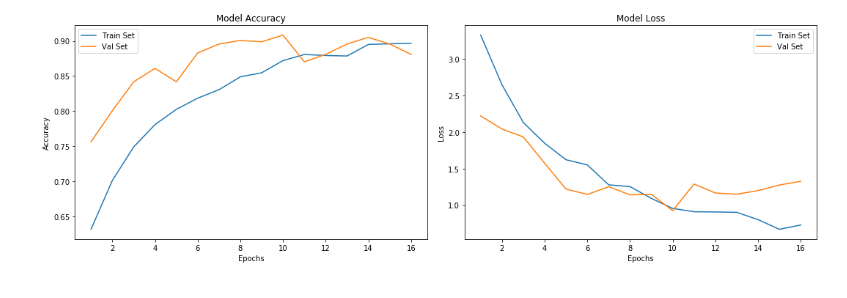 Model Accuracy
Train Set
Val Set
0.90
0.85
0.80
0.75
0.70
0.65
Accuracy
2 4 6 8 10 12 14 16
Epochs
Model Loss
Train Set
Val Set
3.0
2.5
2.0
1.5
1.0
Loss
2 4 6 8 10 12 14 16
Epochs